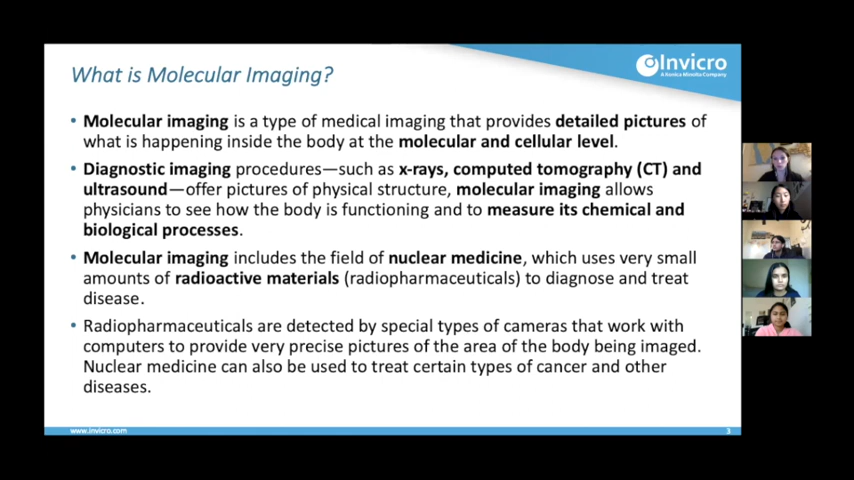 What is Molecular Imaging?
Invicro
A Konica Minolta Company
• Molecular imaging is a type of medical imaging that provides detailed pictures of
what is happening inside the body at the molecular and cellular level.
• Diagnostic imaging procedures—such as x-rays, computed tomography (CT) and
ultrasound—offer pictures of physical structure, molecular imaging allows
physicians to see how the body is functioning and to measure its chemical and
biological processes.
• Molecular imaging includes the field of nuclear medicine, which uses very small
amounts of radioactive materials (radiopharmaceuticals) to diagnose and treat
disease.
• Radiopharmaceuticals are detected by special types of cameras that work with
computers to provide very precise pictures of the area of the body being imaged.
Nuclear medicine can also be used to treat certain types of cancer and other
diseases.
www.invicro.com
3